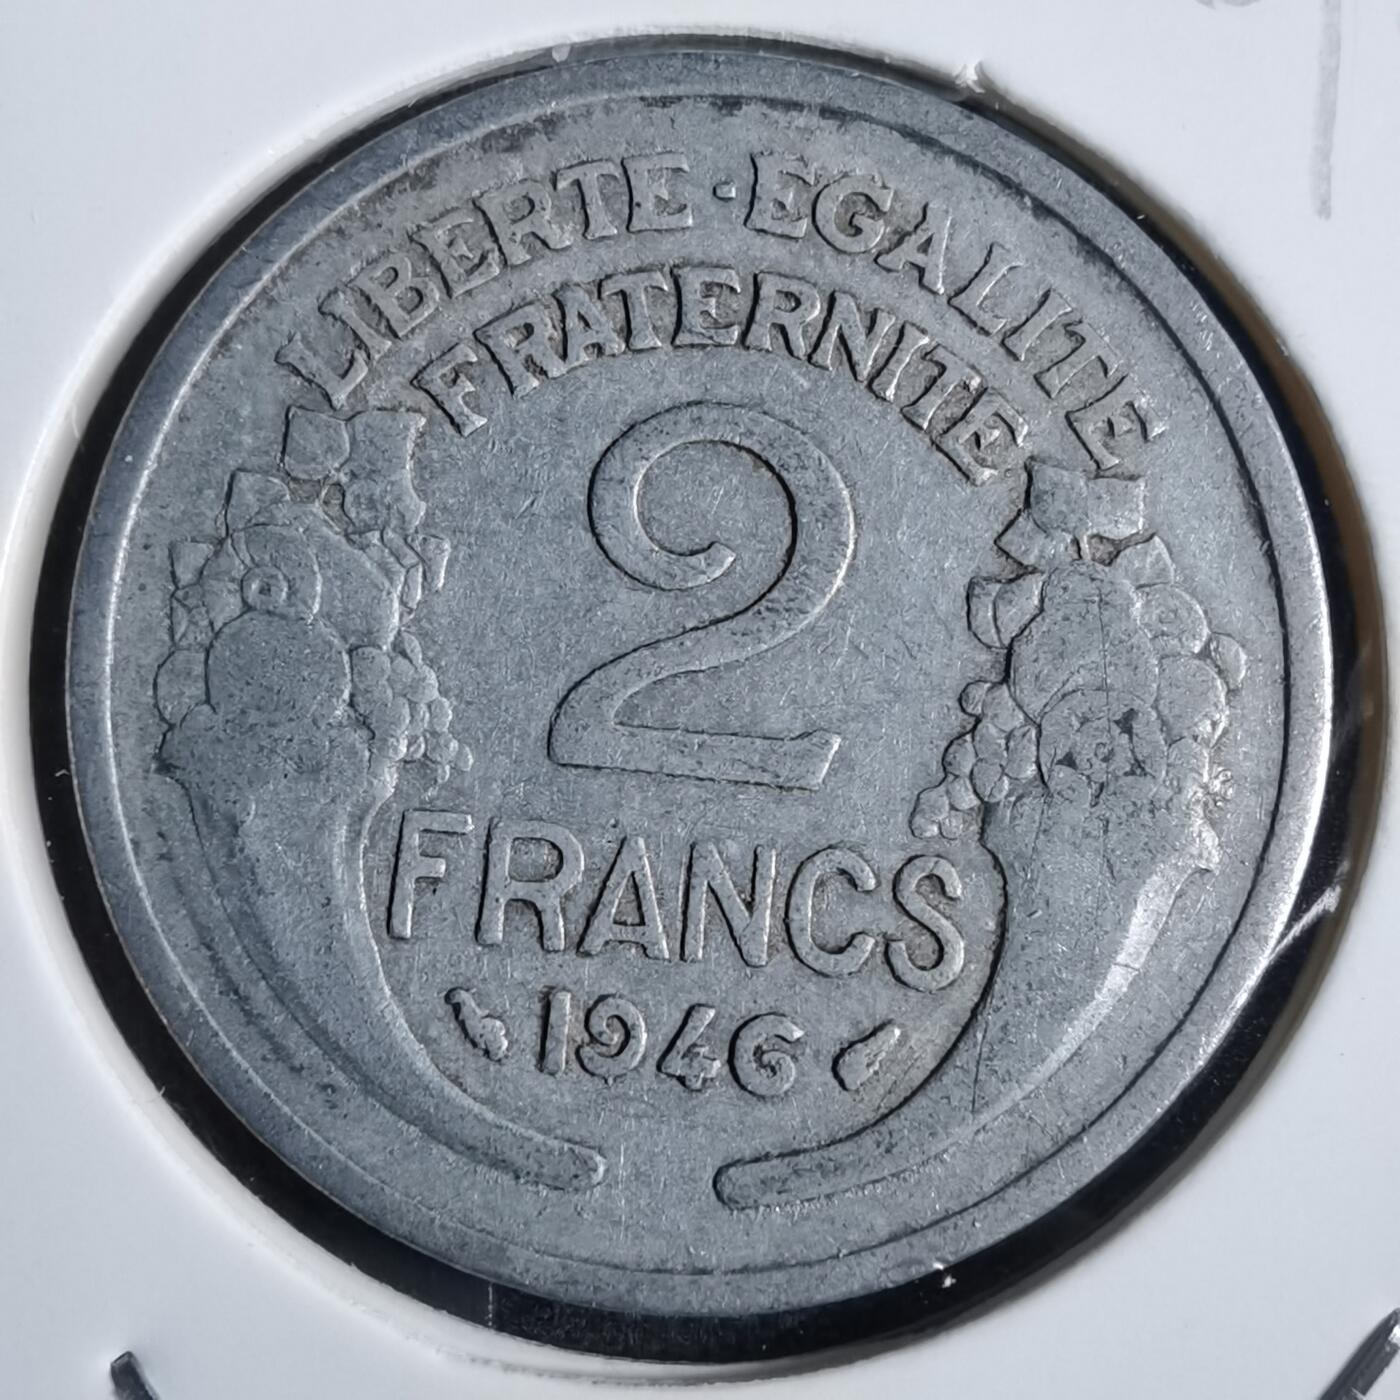 LIBERTE · EGALITE
FRATERNITE
2
FRANCS
1946